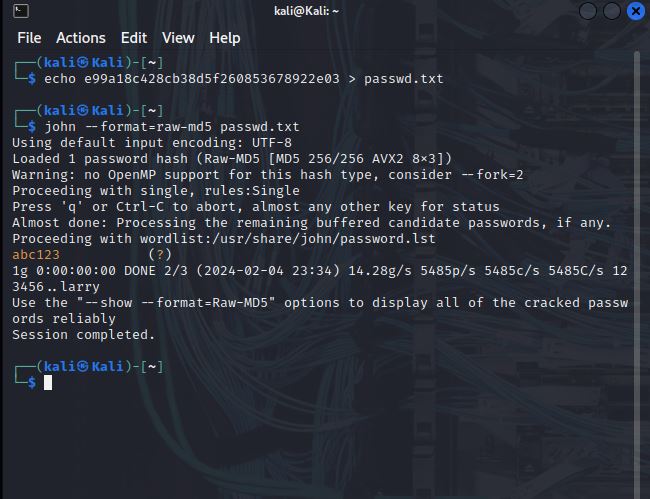 kali@Kali: ~
File Actions Edit View Help
┌──(kali㉿Kali)-[~]
└─$ echo e99a18c428cb38d5f260853678922e03 > passwd.txt
┌──(kali㉿Kali)-[~]
└─$ john --format=raw-md5 passwd.txt
Using default input encoding: UTF-8
Loaded 1 password hash (Raw-MD5 [MD5 256/256 AVX2 8×3])
Warning: no OpenMP support for this hash type, consider --fork=2
Proceeding with single, rules:Single
Press 'q' or Ctrl-C to abort, almost any other key for status
Almost done: Processing the remaining buffered candidate passwords, if any.
Proceeding with wordlist:/usr/share/john/password.lst
abc123 (?)
1g 0:00:00:00 DONE 2/3 (2024-02-04 23:34) 14.28g/s 5485p/s 5485c/s 5485C/s 12
3456..larry
Use the "--show --format=Raw-MD5" options to display all of the cracked passw
ords reliably
Session completed.
┌──(kali㉿Kali)-[~]
└─$